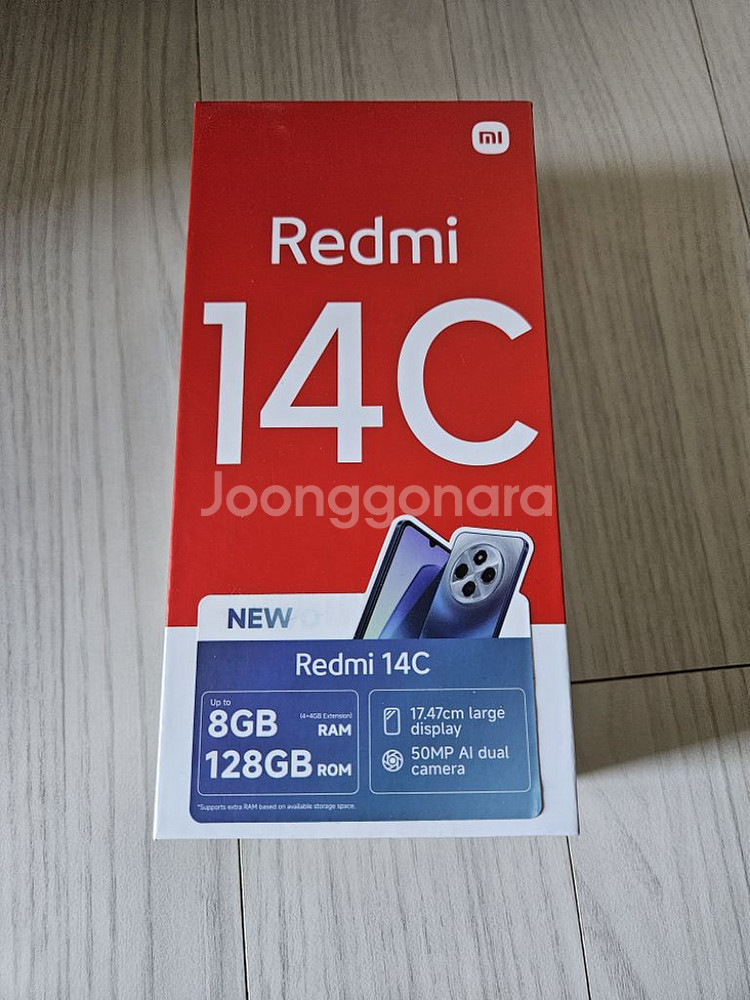 mi
Redmi
14C
Joonggonara
NEW
Redmi 14C
Up to
8GB (4+4GB Extension) RAM
128GB ROM
17.47cm large
display
50MP AI dual
camera
*Supports extra RAM based on available storage space.